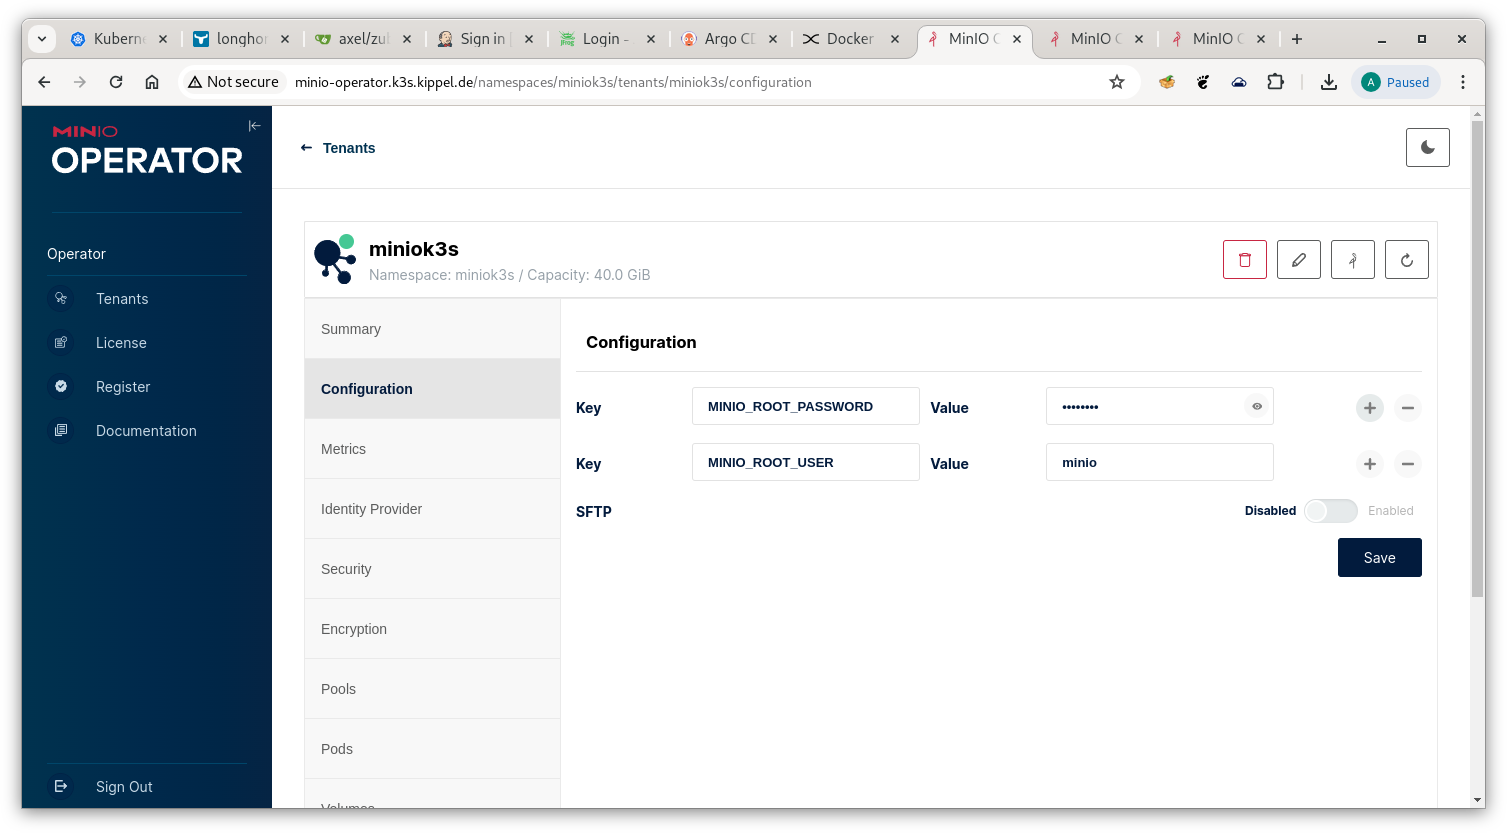 Kuberne
longhor
axel/zul
Sign in
Login -
Argo CD
Docker
MinIO C
MinIO C
MinIO C
Not secure
minio-operator.k3s.kippel.de/namespaces/miniok3s/tenants/miniok3s/configuration
A
Paused
MINIO
OPERATOR
Operator
Tenants
License
Register
Documentation
Sign Out
Tenants
miniok3s
Namespace: miniok3s / Capacity: 40.0 GiB
Summary
Configuration
Metrics
Identity Provider
Security
Encryption
Pools
Pods
Volumes
Configuration
Key
MINIO_ROOT_PASSWORD
Value
••••••••
Key
MINIO_ROOT_USER
Value
minio
SFTP
Disabled
Enabled
Save